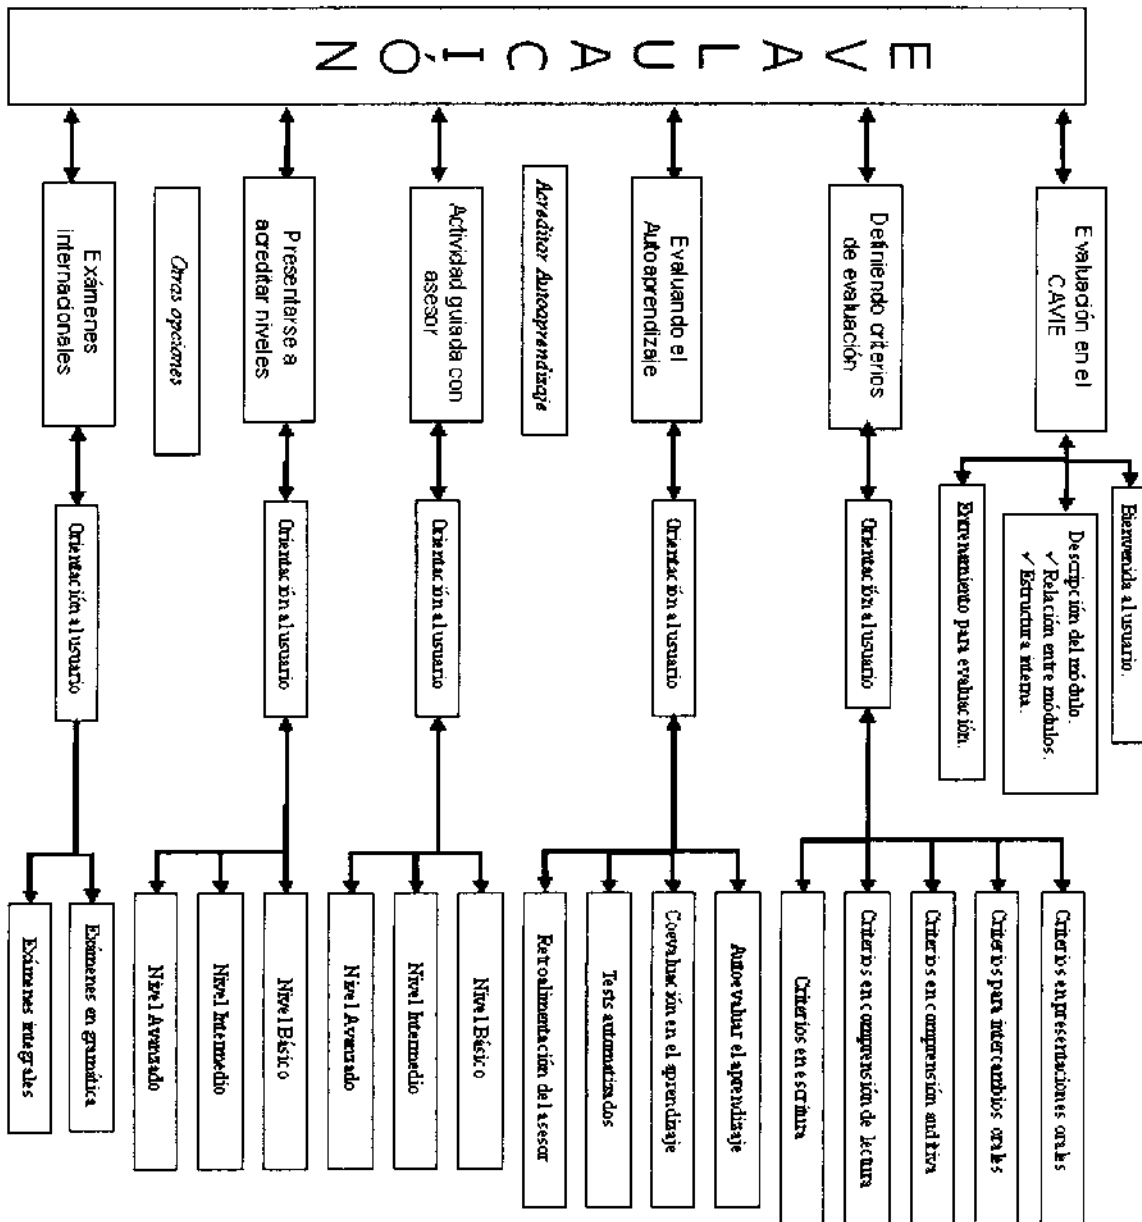 EVALUACIÓN
Evaluación en el
CAVIE
Bienvenida al usuario.
Descripción del módulo.
✓ Relación entre módulos.
✓ Estructura interna.
Entrenamiento para evaluación.
Definiendo criterios
de evaluación
Orientación al usuario
Criterios en presentaciones orales
Criterios para intercambios orales
Criterios en comprensión auditiva
Criterios en comprensión de lectura
Criterios en escritura
Evaluando el
Autoaprendizaje
Orientación al usuario
Autoevaluar el aprendizaje
Coevaluación en el aprendizaje
Tests automatizados
Retroalimentación del asesor
Acreditar Autoaprendizaje
Actividad guiada con
asesor
Orientación al usuario
Nivel Básico
Nivel Intermedio
Nivel Avanzado
Presentarse a
acreditar niveles
Orientación al usuario
Nivel Básico
Nivel Intermedio
Nivel Avanzado
Otras opciones
Exámenes
internacionales
Orientación al usuario
Exámenes en gramática
Exámenes integrales